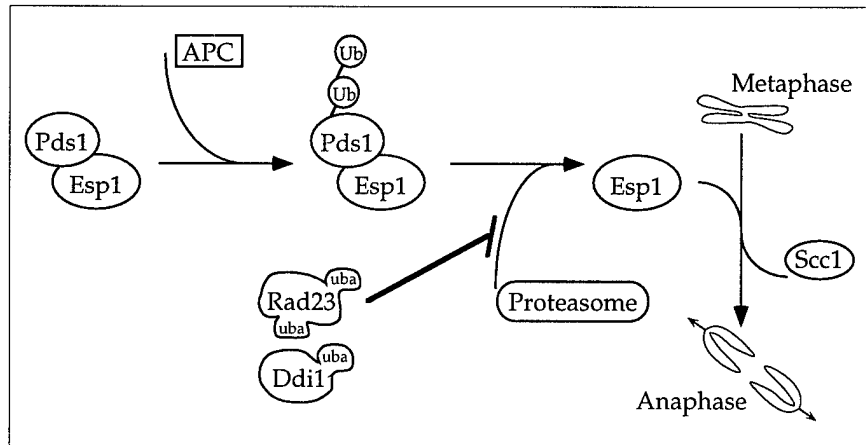 APC
Ub
Ub
Pds1
Esp1
Pds1
Esp1
Esp1
Metaphase
Scc1
uba
Rad23
uba
uba
Ddi1
Proteasome
Anaphase